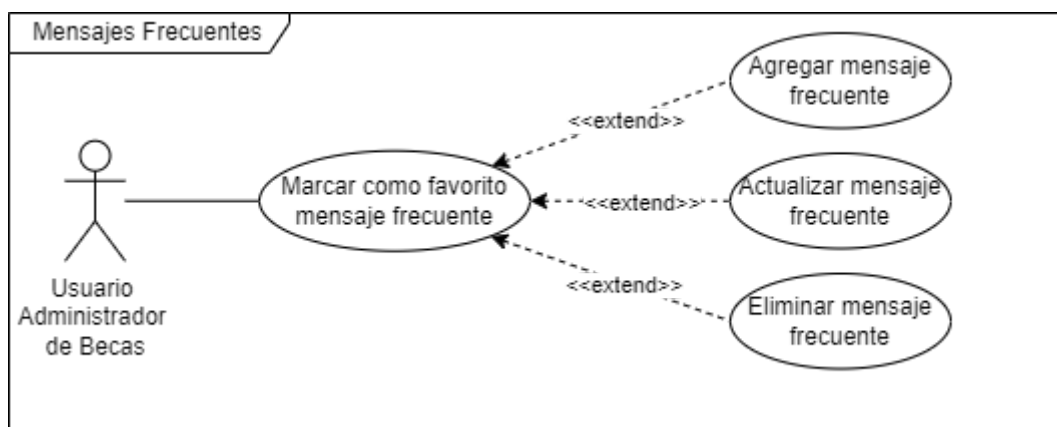 Mensajes Frecuentes
Agregar mensaje
frecuente
<<extend>>
Marcar como favorito
mensaje frecuente
<<extend>>
Actualizar mensaje
frecuente
<<extend>>
Eliminar mensaje
frecuente
Usuario
Administrador
de Becas